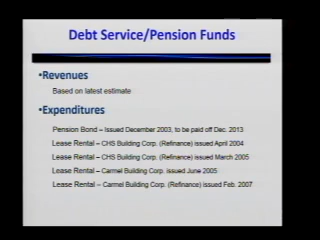 Debt Service/Pension Funds
•Revenues
Based on latest estimate
•Expenditures
Pension Bond – Issued December 2003, to be paid off Dec. 2013
Lease Rental – CHS Building Corp. (Refinance) issued April 2004
Lease Rental – CHS Building Corp. (Refinance) issued March 2005
Lease Rental – Carmel Building Corp. issued June 2005
Lease Rental – Carmel Building Corp. (Refinance) issued Feb. 2007